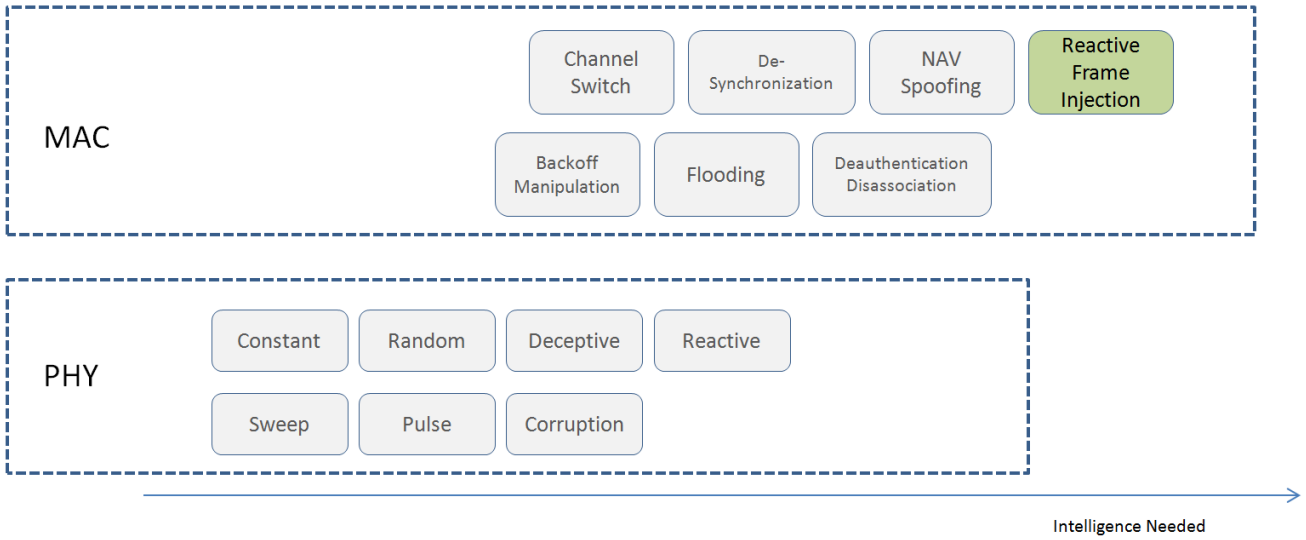 Channel
Switch
De-
Synchronization
NAV
Spoofing
Reactive
Frame
Injection
MAC
Backoff
Manipulation
Flooding
Deauthentication
Disassociation
Constant
Random
Deceptive
Reactive
PHY
Sweep
Pulse
Corruption
Intelligence Needed